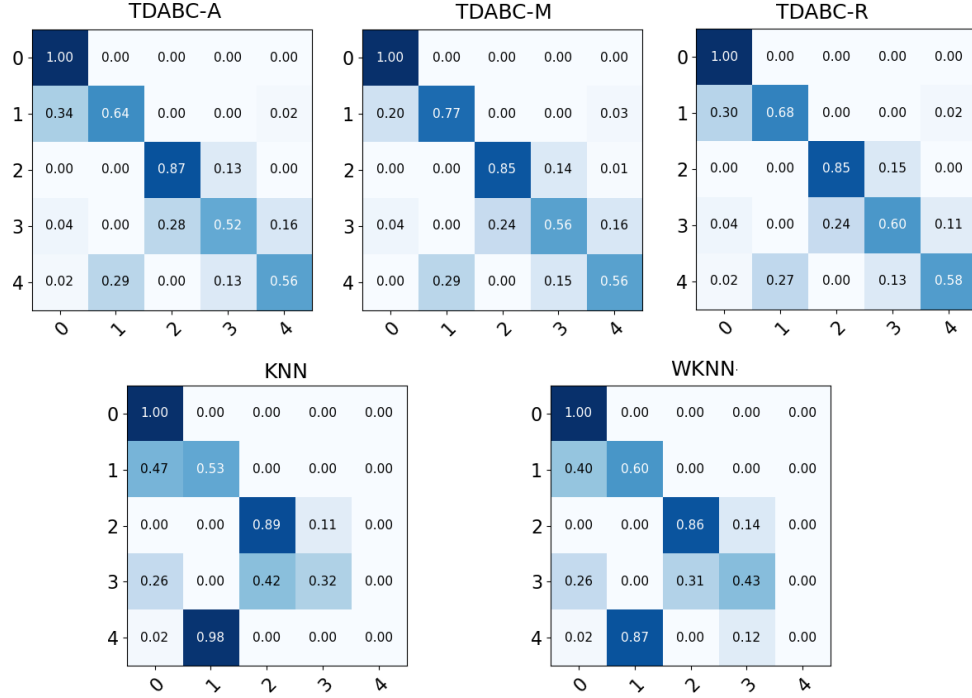 TDABC-A TDABC-M TDABC-R
0 1.00 0.00 0.00 0.00 0.00 0 1.00 0.00 0.00 0.00 0.00 0 1.00 0.00 0.00 0.00 0.00
1 0.34 0.64 0.00 0.00 0.02 1 0.20 0.77 0.00 0.00 0.03 1 0.30 0.68 0.00 0.00 0.02
2 0.00 0.00 0.87 0.13 0.00 2 0.00 0.00 0.85 0.14 0.01 2 0.00 0.00 0.85 0.15 0.00
3 0.04 0.00 0.28 0.52 0.16 3 0.04 0.00 0.24 0.56 0.16 3 0.04 0.00 0.24 0.60 0.11
4 0.02 0.29 0.00 0.13 0.56 4 0.00 0.29 0.00 0.15 0.56 4 0.02 0.27 0.00 0.13 0.58
0 1 2 3 4 0 1 2 3 4 0 1 2 3 4
KNN WKNN
0 1.00 0.00 0.00 0.00 0.00 0 1.00 0.00 0.00 0.00 0.00
1 0.47 0.53 0.00 0.00 0.00 1 0.40 0.60 0.00 0.00 0.00
2 0.00 0.00 0.89 0.11 0.00 2 0.00 0.00 0.86 0.14 0.00
3 0.26 0.00 0.42 0.32 0.00 3 0.26 0.00 0.31 0.43 0.00
4 0.02 0.98 0.00 0.00 0.00 4 0.02 0.87 0.00 0.12 0.00
0 1 2 3 4 0 1 2 3 4